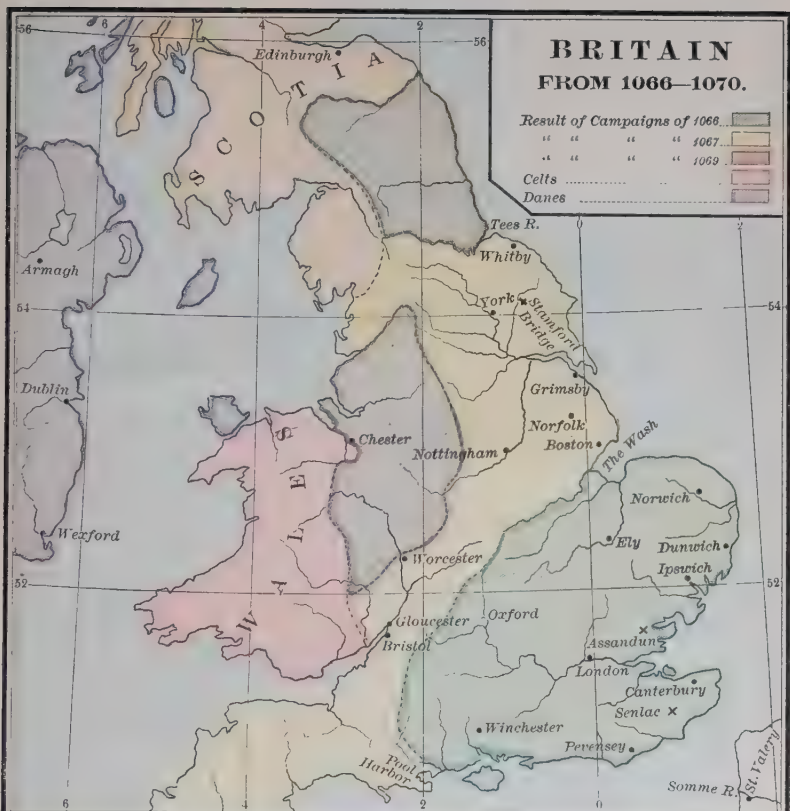 BRITAIN
FROM 1066—1070.
Result of Campaigns of 1066
“ “ “ “ 1067
“ “ “ “ 1069
Celts
Danes
56
6
4
2
56
Edinburgh
SCOTIA
Tees R.
0
2
Whitby
Armagh
54
York
Stamford
Bridge
54
Dublin
Grimsby
Norfolk
Chester
Nottingham
Boston
The Wash
WALES
Norwich
Wexford
Ely
Dunwich
Worcester
Ipswich
52
52
Gloucester
Oxford
Bristol
Assandun
London
Canterbury
Winchester
Senlac
Pevensey
Pool
Harbor
Somme R.
St. Valery
6
4
2
0